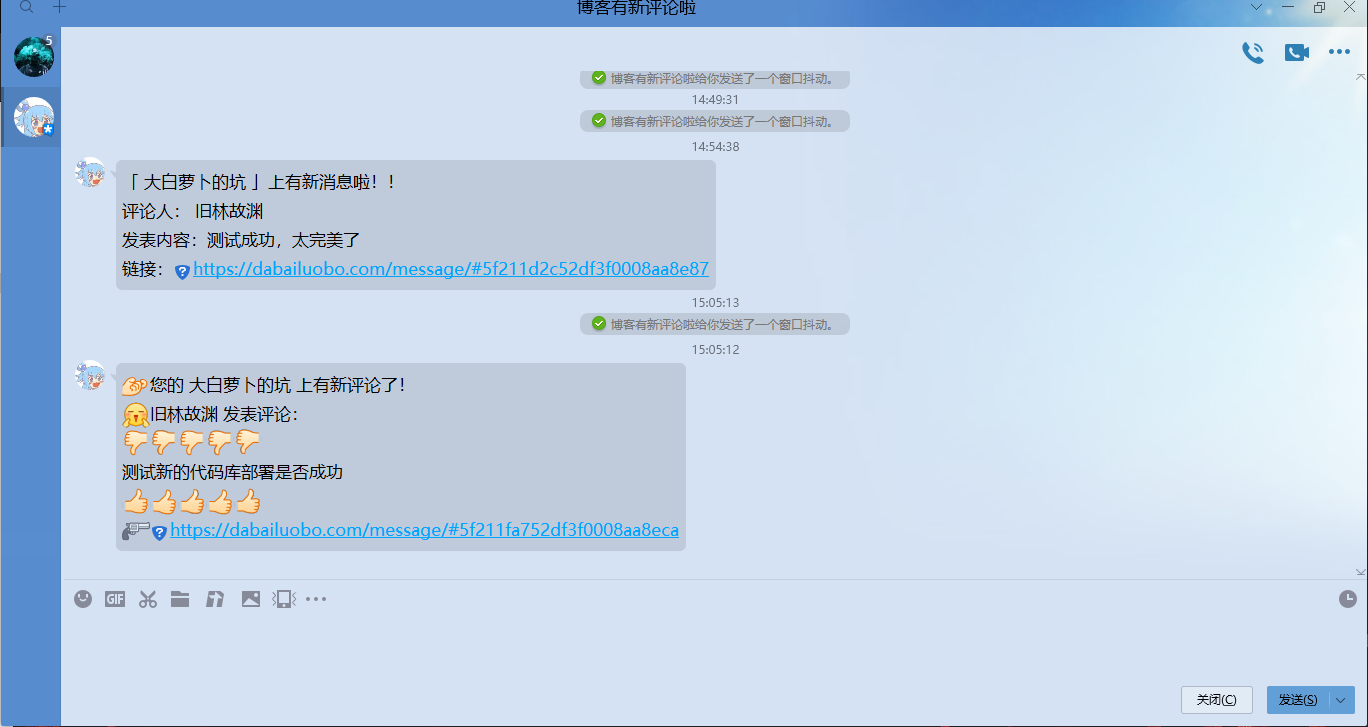 博客有新评论啦
5
博客有新评论啦给你发送了一个窗口抖动。
14:49:31
博客有新评论啦给你发送了一个窗口抖动。
14:54:38
「 大白萝卜的坑 」上有新消息啦！！
评论人： 旧林故渊
发表内容：测试成功，太完美了
链接：https://dabailuobo.com/message/#5f211d2c52df3f0008aa8e87
15:05:13
博客有新评论啦给你发送了一个窗口抖动。
15:05:12
您的 大白萝卜的坑 上有新评论了！
旧林故渊 发表评论：
测试新的代码库部署是否成功
https://dabailuobo.com/message/#5f211fa752df3f0008aa8eca
GIF
关闭(C)
发送(S)